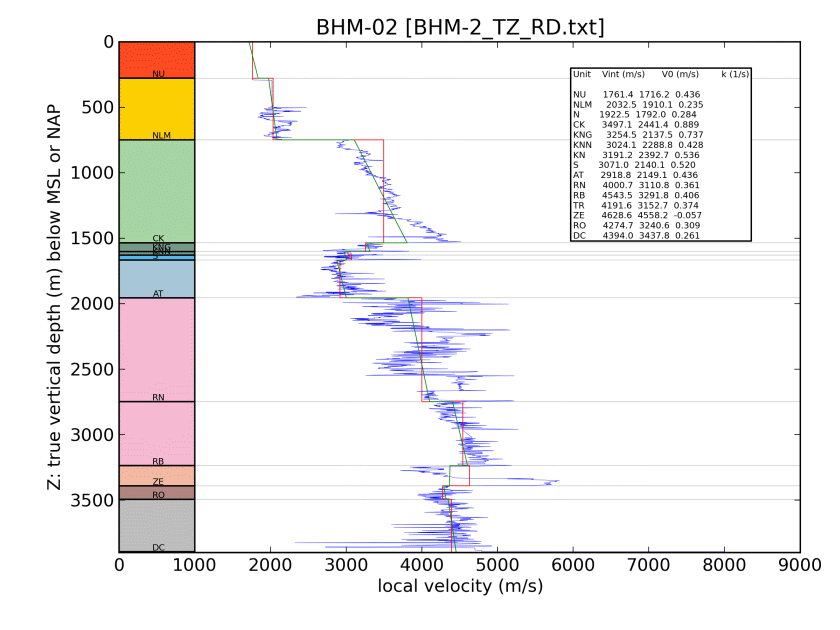 BHM-02 [BHM-2_TZ_RD.txt]
0
500
1000
1500
2000
2500
3000
3500
Z: true vertical depth (m) below MSL or NAP
NU
NLM
CK
KNG
KNN
S
AT
RN
RB
ZE
RO
DC
Unit Vint (m/s) V0 (m/s) k (1/s)
NU 1761.4 1716.2 0.436
NLM 2032.5 1910.1 0.235
N 1922.5 1792.0 0.284
CK 3497.1 2441.4 0.889
KNG 3254.5 2137.5 0.737
KNN 3024.1 2288.8 0.428
KN 3191.2 2392.7 0.536
S 3071.0 2140.1 0.520
AT 2918.8 2149.1 0.436
RN 4000.7 3110.8 0.361
RB 4543.5 3291.8 0.406
TR 4191.6 3152.7 0.374
ZE 4628.6 4558.2 -0.057
RO 4274.7 3240.6 0.309
DC 4394.0 3437.8 0.261
0 1000 2000 3000 4000 5000 6000 7000 8000 9000
local velocity (m/s)